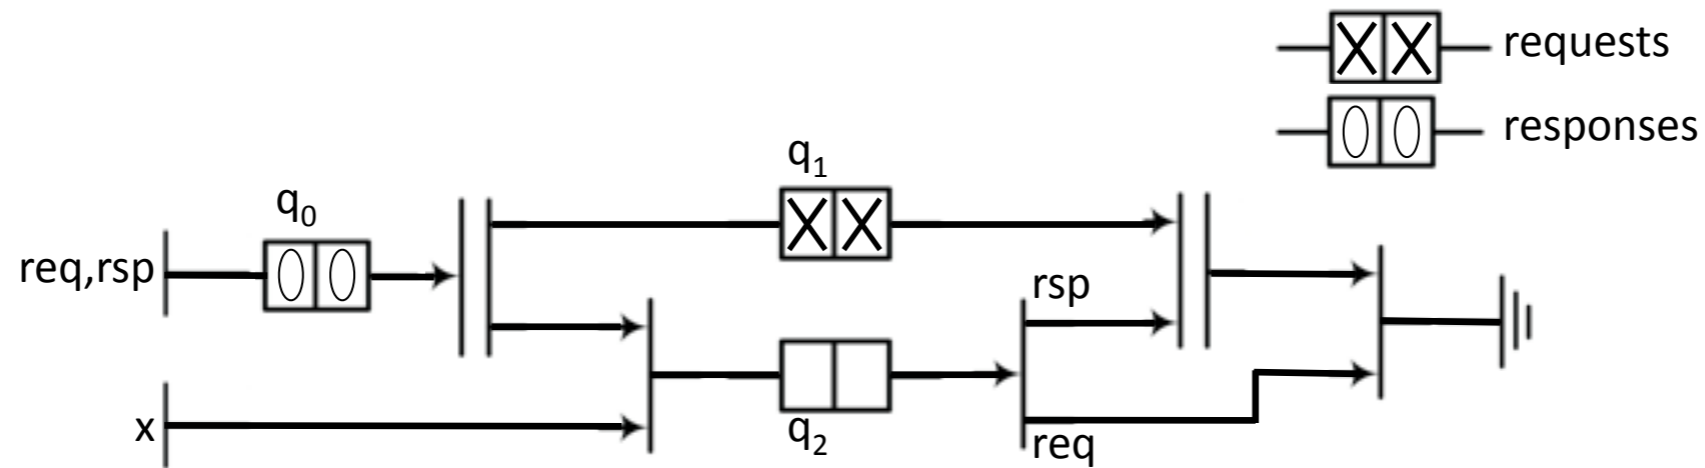 requests
responses
q1
q0
req,rsp
rsp
x
q2
req